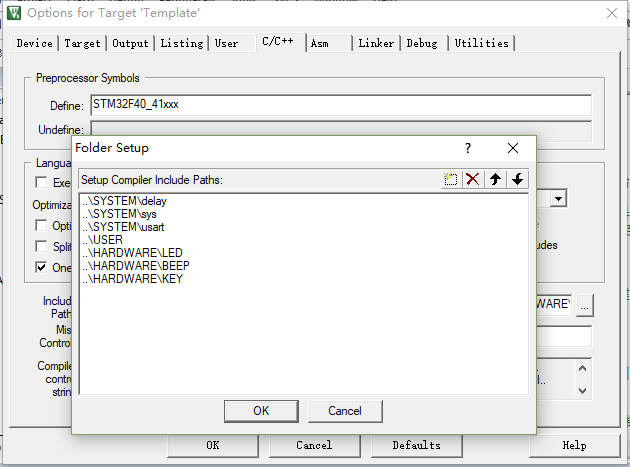 Options for Target 'Template'
Device Target Output Listing User C/C++ Asm Linker Debug Utilities
Preprocessor Symbols
Define: STM32F40_41xxx
Undefine:
Folder Setup
?
Setup Compiler Include Paths:
..\SYSTEM\delay
..\SYSTEM\sys
..\SYSTEM\usart
..\USER
..\HARDWARE\LED
..\HARDWARE\BEEP
..\HARDWARE\KEY
OK Cancel
Langua
Exe
Optimiza
Opti
Split
One
udes
Includ
Path
WARE\
...
Mis
Control
Compile
contr
strin
l..
OK Cancel Defaults Help